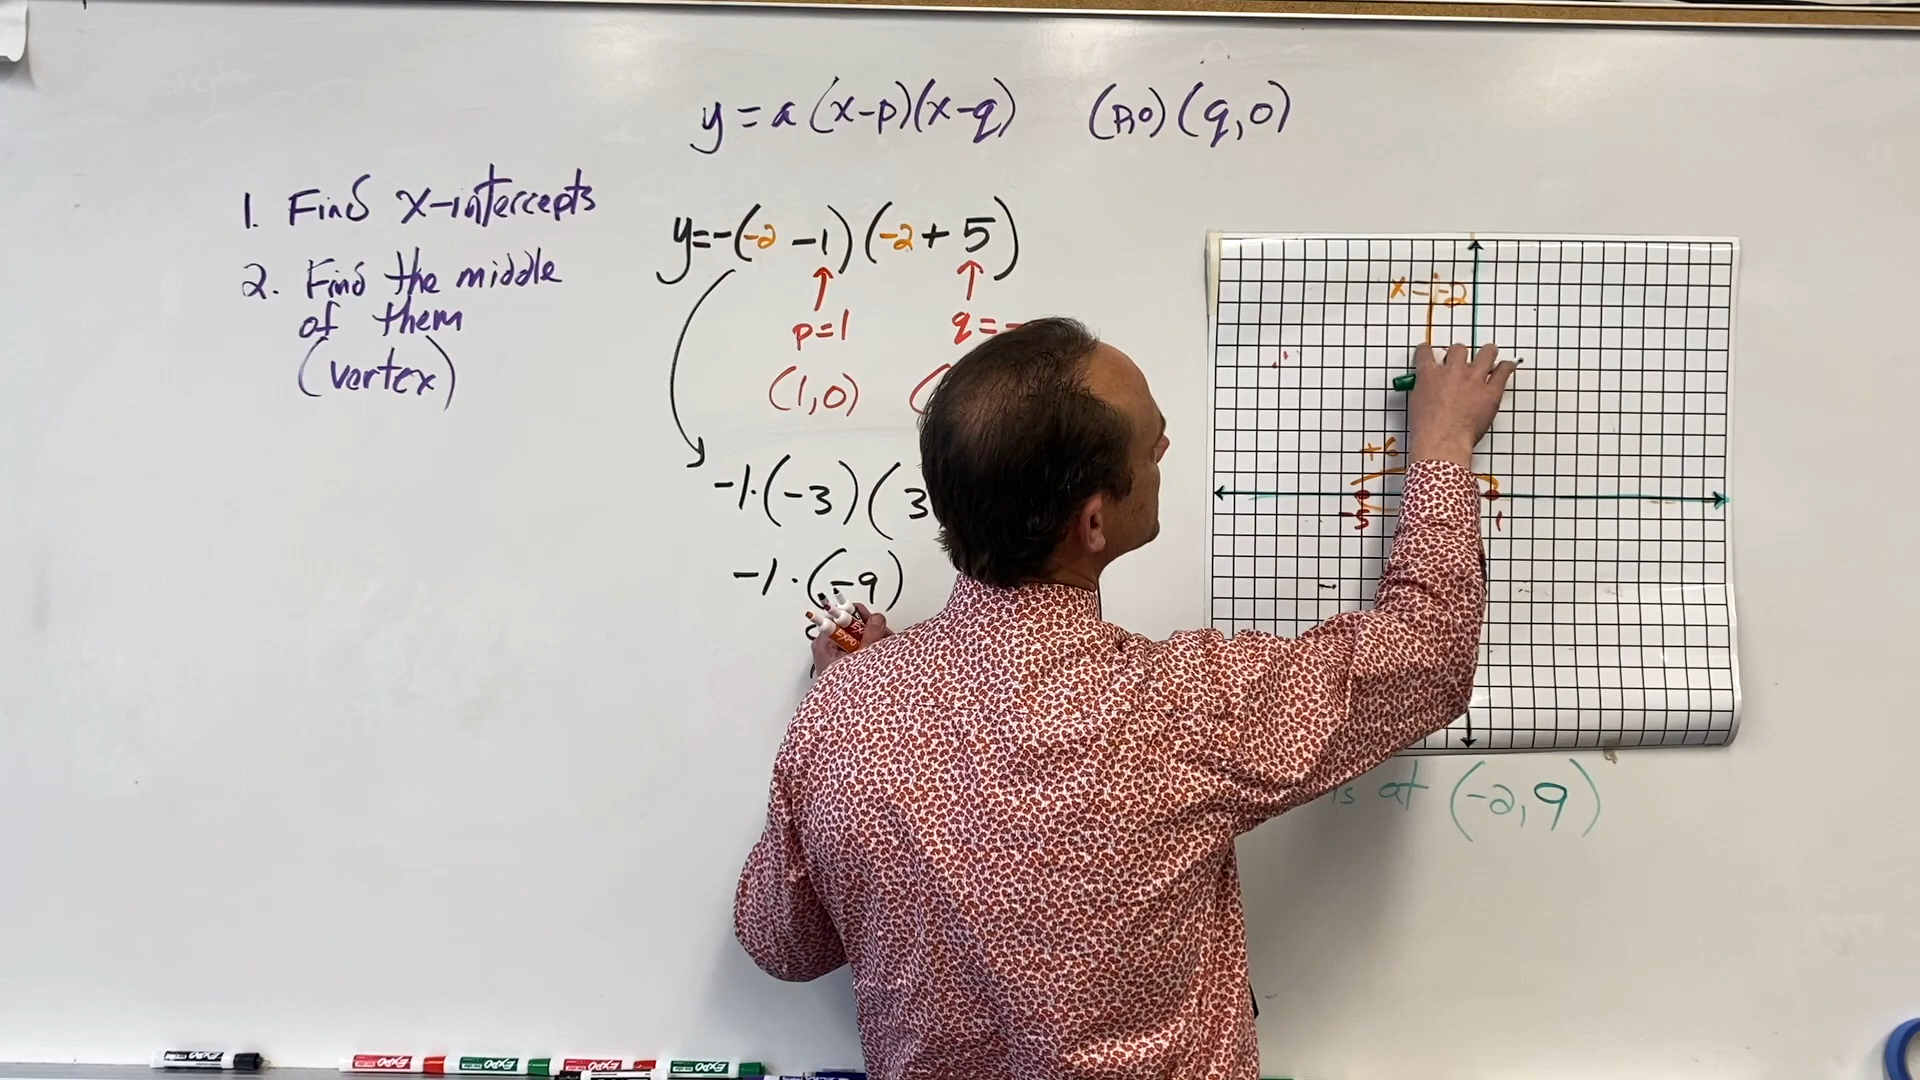 y = a (x-p)(x-q) (p,0) (q,0)
1. Find x-intercepts
2. Find the middle
of them
(vertex)
y=-(-2 -1)(-2 + 5)
p=1 q=-
(1,0) (
-1·(-3)(3
-1·(-9)
x=-2
+6
-5 1
at (-2,9)
EXPO
EXPO
EXPO
EXPO